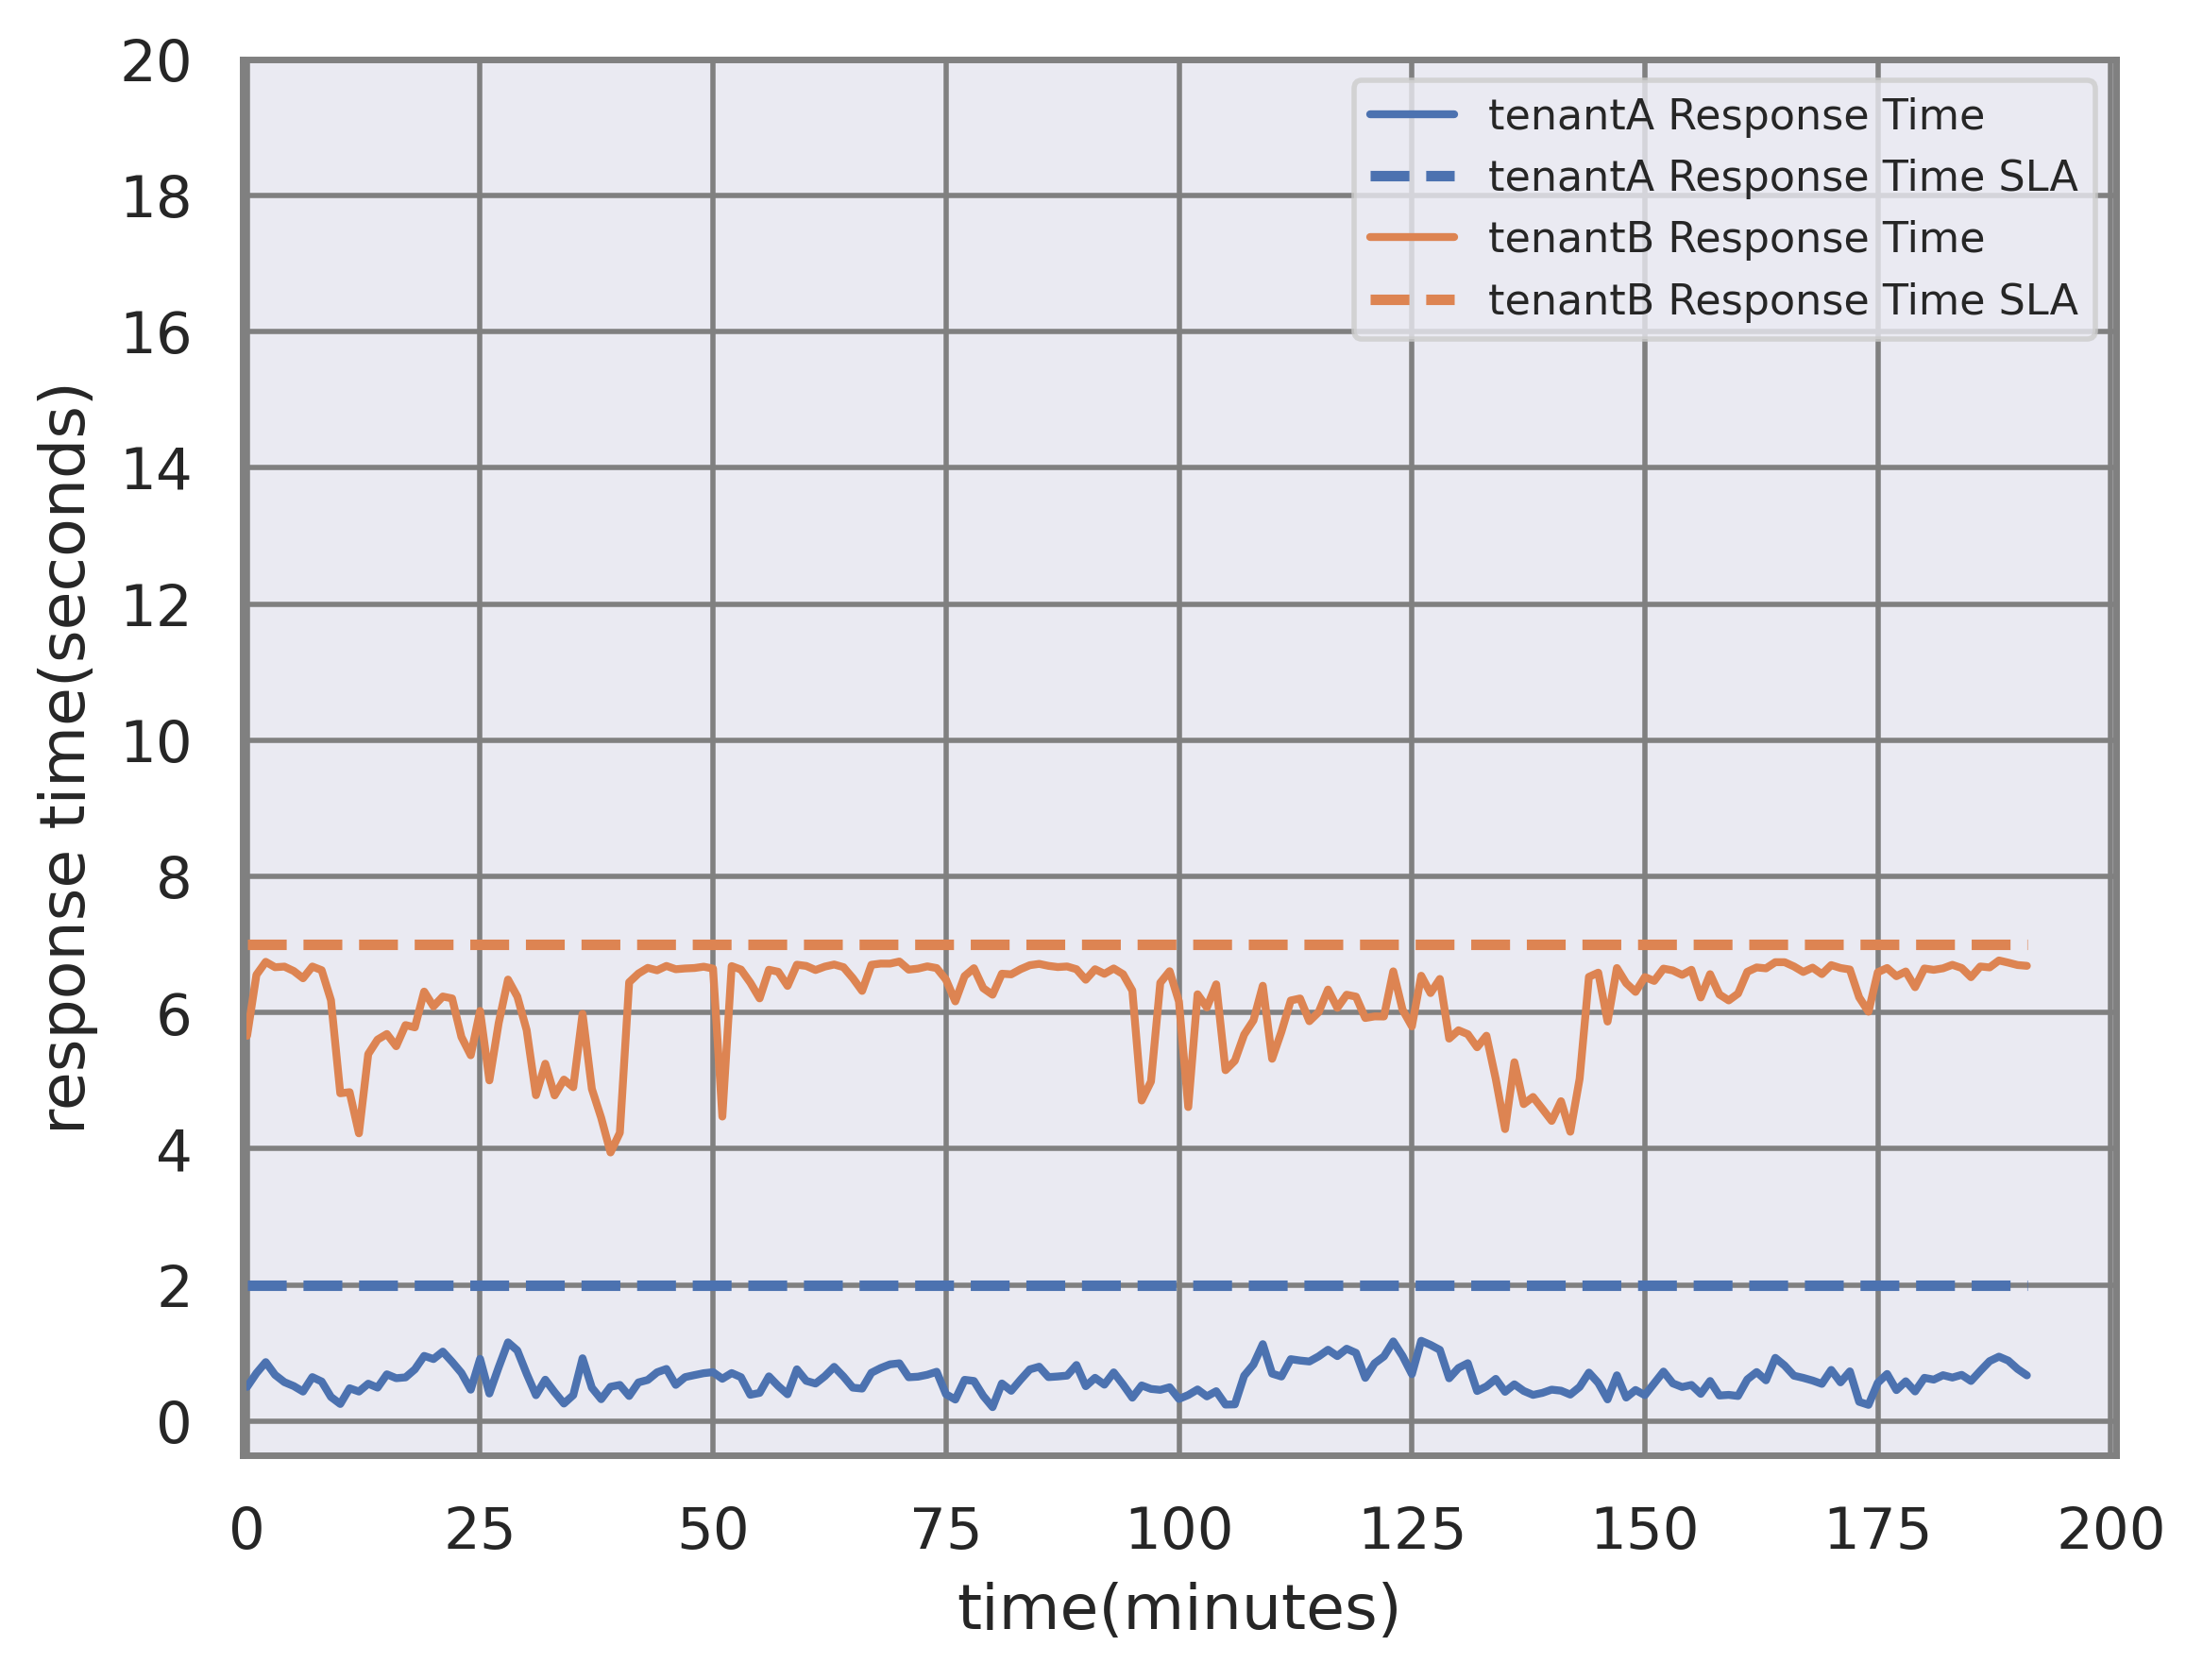 20
18
16
14
12
10
8
6
4
2
0
response time(seconds)
tenantA Response Time
tenantA Response Time SLA
tenantB Response Time
tenantB Response Time SLA
0 25 50 75 100 125 150 175 200
time(minutes)